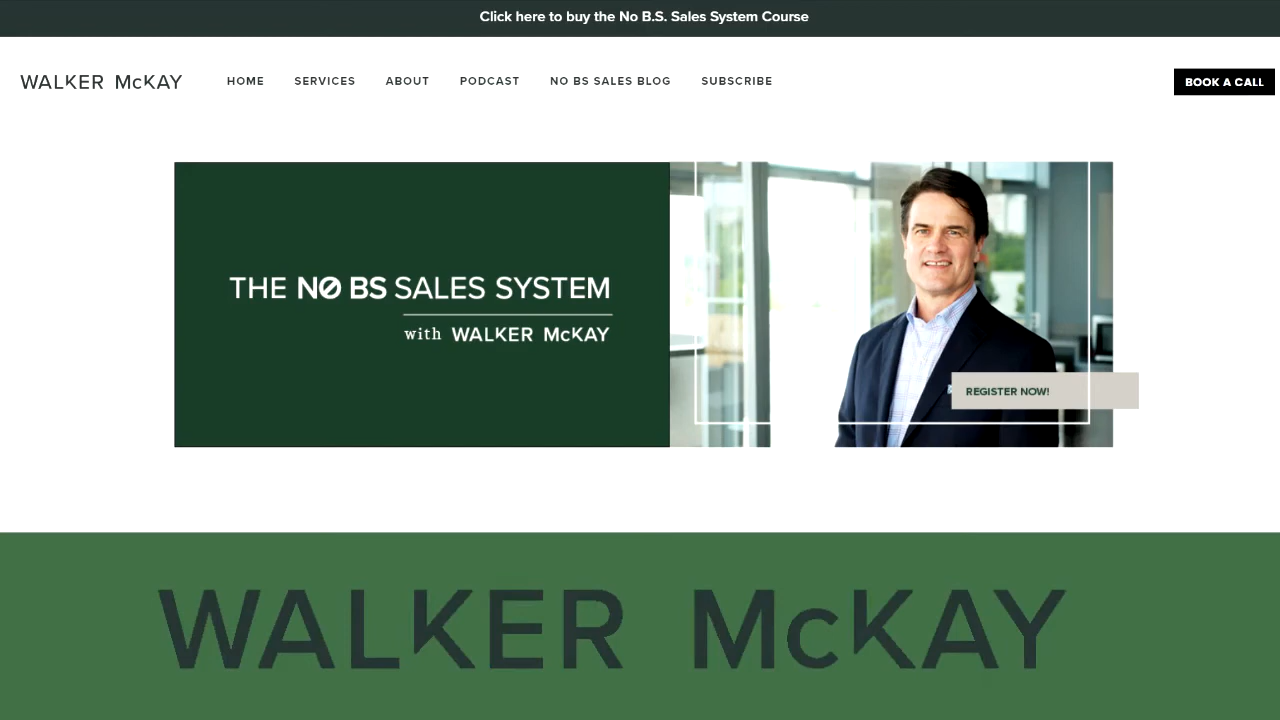 Click here to buy the No B.S. Sales System Course
WALKER McKAY
HOME
SERVICES
ABOUT
PODCAST
NO BS SALES BLOG
SUBSCRIBE
BOOK A CALL
THE NØ BS SALES SYSTEM
with WALKER McKAY
REGISTER NOW!
WALKER McKAY